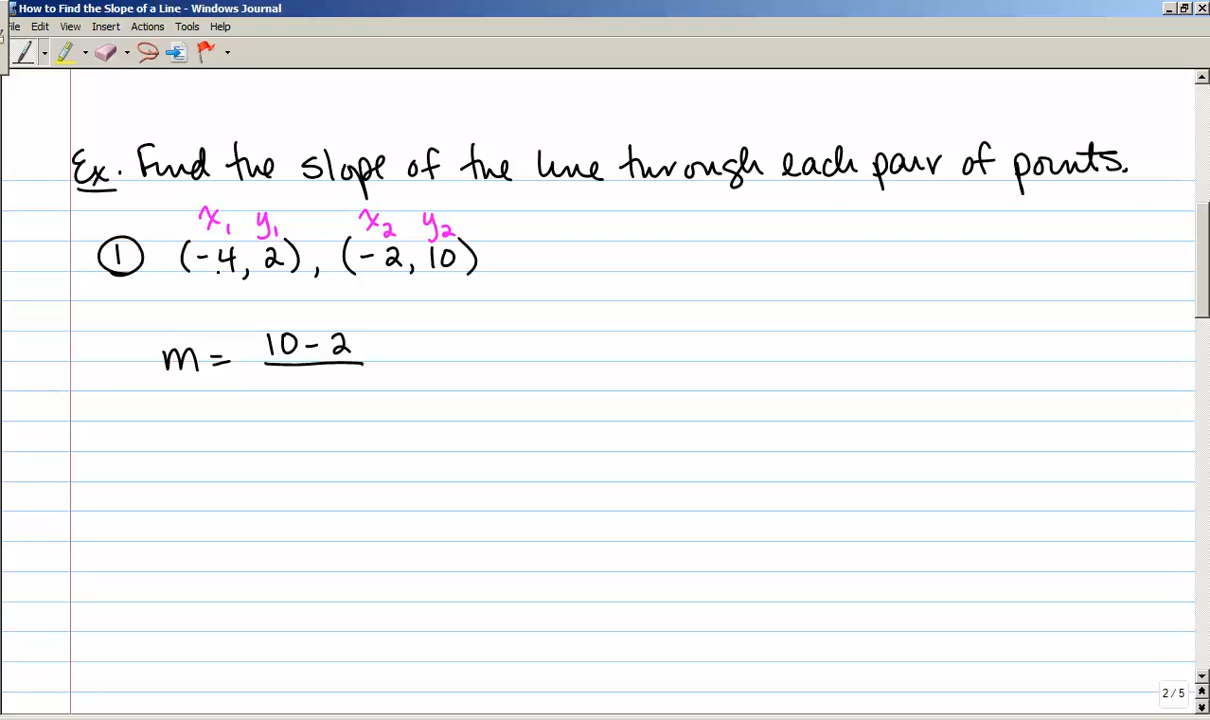 How to Find the Slope of a Line - Windows Journal
File Edit View Insert Actions Tools Help
Ex. Find the slope of the line through each pair of points.
x₁ y₁ x₂ y₂
① (-4, 2), (-2, 10)
10 - 2
m =
2 / 5